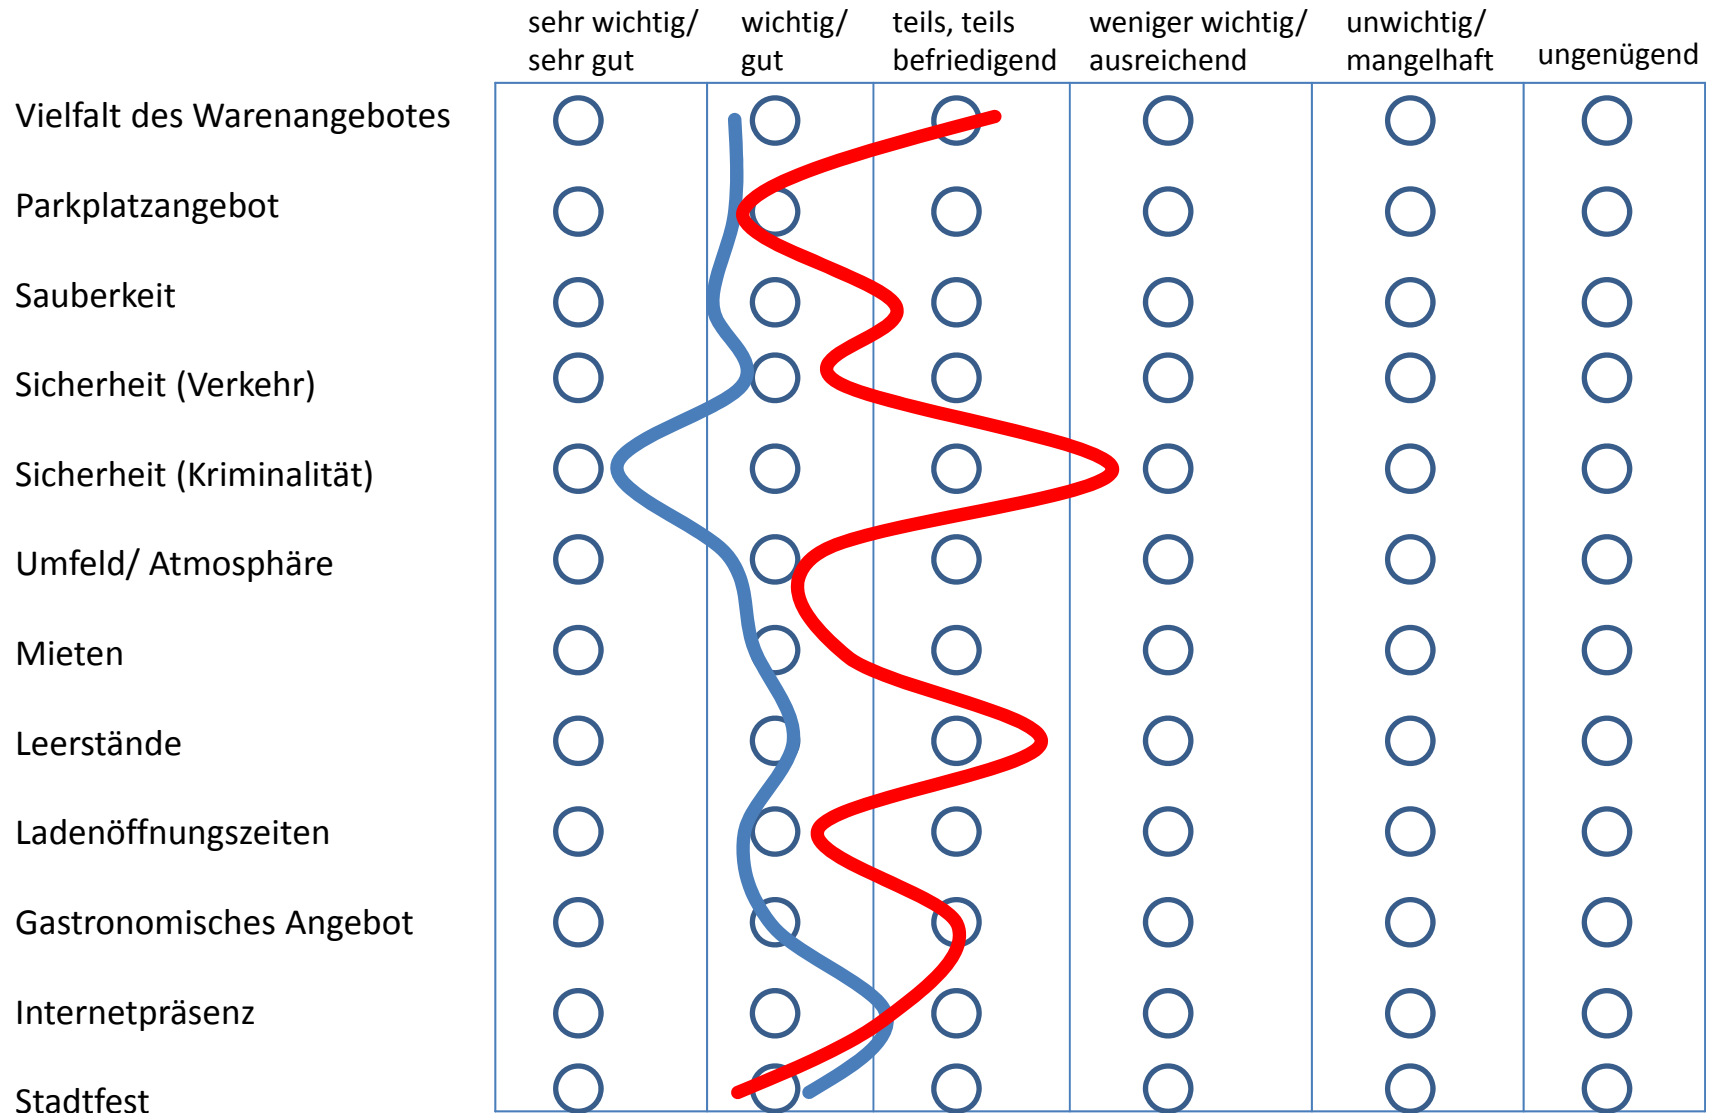 sehr wichtig/ wichtig/ teils, teils weniger wichtig/ unwichtig/
sehr gut gut befriedigend ausreichend mangelhaft ungenügend
Vielfalt des Warenangebotes
Parkplatzangebot
Sauberkeit
Sicherheit (Verkehr)
Sicherheit (Kriminalität)
Umfeld/ Atmosphäre
Mieten
Leerstände
Ladenöffnungszeiten
Gastronomisches Angebot
Internetpräsenz
Stadtfest